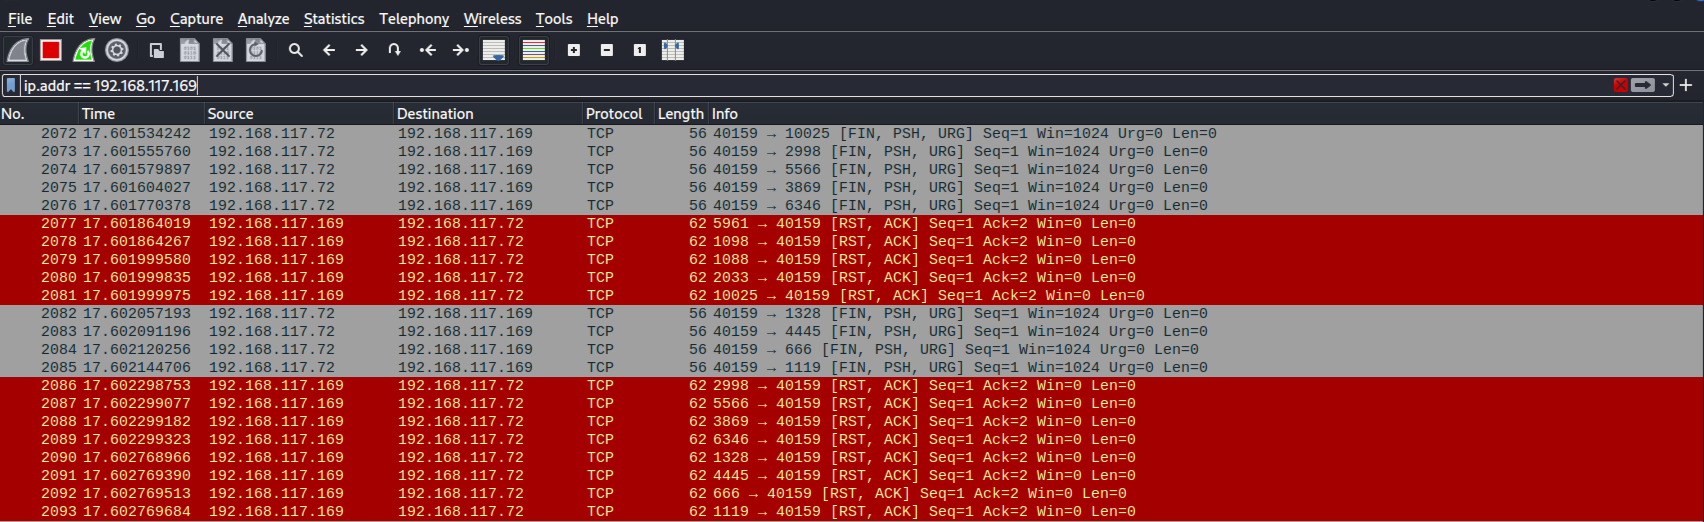 File Edit View Go Capture Analyze Statistics Telephony Wireless Tools Help
ip.addr == 192.168.117.169
No. Time Source Destination Protocol Length Info
2072 17.601534242 192.168.117.72 192.168.117.169 TCP 56 40159 → 10025 [FIN, PSH, URG] Seq=1 Win=1024 Urg=0 Len=0
2073 17.601555760 192.168.117.72 192.168.117.169 TCP 56 40159 → 2998 [FIN, PSH, URG] Seq=1 Win=1024 Urg=0 Len=0
2074 17.601579897 192.168.117.72 192.168.117.169 TCP 56 40159 → 5566 [FIN, PSH, URG] Seq=1 Win=1024 Urg=0 Len=0
2075 17.601604027 192.168.117.72 192.168.117.169 TCP 56 40159 → 3869 [FIN, PSH, URG] Seq=1 Win=1024 Urg=0 Len=0
2076 17.601770378 192.168.117.72 192.168.117.169 TCP 56 40159 → 6346 [FIN, PSH, URG] Seq=1 Win=1024 Urg=0 Len=0
2077 17.601864019 192.168.117.169 192.168.117.72 TCP 62 5961 → 40159 [RST, ACK] Seq=1 Ack=2 Win=0 Len=0
2078 17.601864267 192.168.117.169 192.168.117.72 TCP 62 1098 → 40159 [RST, ACK] Seq=1 Ack=2 Win=0 Len=0
2079 17.601999580 192.168.117.169 192.168.117.72 TCP 62 1088 → 40159 [RST, ACK] Seq=1 Ack=2 Win=0 Len=0
2080 17.601999835 192.168.117.169 192.168.117.72 TCP 62 2033 → 40159 [RST, ACK] Seq=1 Ack=2 Win=0 Len=0
2081 17.601999975 192.168.117.169 192.168.117.72 TCP 62 10025 → 40159 [RST, ACK] Seq=1 Ack=2 Win=0 Len=0
2082 17.602057193 192.168.117.72 192.168.117.169 TCP 56 40159 → 1328 [FIN, PSH, URG] Seq=1 Win=1024 Urg=0 Len=0
2083 17.602091196 192.168.117.72 192.168.117.169 TCP 56 40159 → 4445 [FIN, PSH, URG] Seq=1 Win=1024 Urg=0 Len=0
2084 17.602120256 192.168.117.72 192.168.117.169 TCP 56 40159 → 666 [FIN, PSH, URG] Seq=1 Win=1024 Urg=0 Len=0
2085 17.602144706 192.168.117.72 192.168.117.169 TCP 56 40159 → 1119 [FIN, PSH, URG] Seq=1 Win=1024 Urg=0 Len=0
2086 17.602298753 192.168.117.169 192.168.117.72 TCP 62 2998 → 40159 [RST, ACK] Seq=1 Ack=2 Win=0 Len=0
2087 17.602299077 192.168.117.169 192.168.117.72 TCP 62 5566 → 40159 [RST, ACK] Seq=1 Ack=2 Win=0 Len=0
2088 17.602299182 192.168.117.169 192.168.117.72 TCP 62 3869 → 40159 [RST, ACK] Seq=1 Ack=2 Win=0 Len=0
2089 17.602299323 192.168.117.169 192.168.117.72 TCP 62 6346 → 40159 [RST, ACK] Seq=1 Ack=2 Win=0 Len=0
2090 17.602768966 192.168.117.169 192.168.117.72 TCP 62 1328 → 40159 [RST, ACK] Seq=1 Ack=2 Win=0 Len=0
2091 17.602769390 192.168.117.169 192.168.117.72 TCP 62 4445 → 40159 [RST, ACK] Seq=1 Ack=2 Win=0 Len=0
2092 17.602769513 192.168.117.169 192.168.117.72 TCP 62 666 → 40159 [RST, ACK] Seq=1 Ack=2 Win=0 Len=0
2093 17.602769684 192.168.117.169 192.168.117.72 TCP 62 1119 → 40159 [RST, ACK] Seq=1 Ack=2 Win=0 Len=0